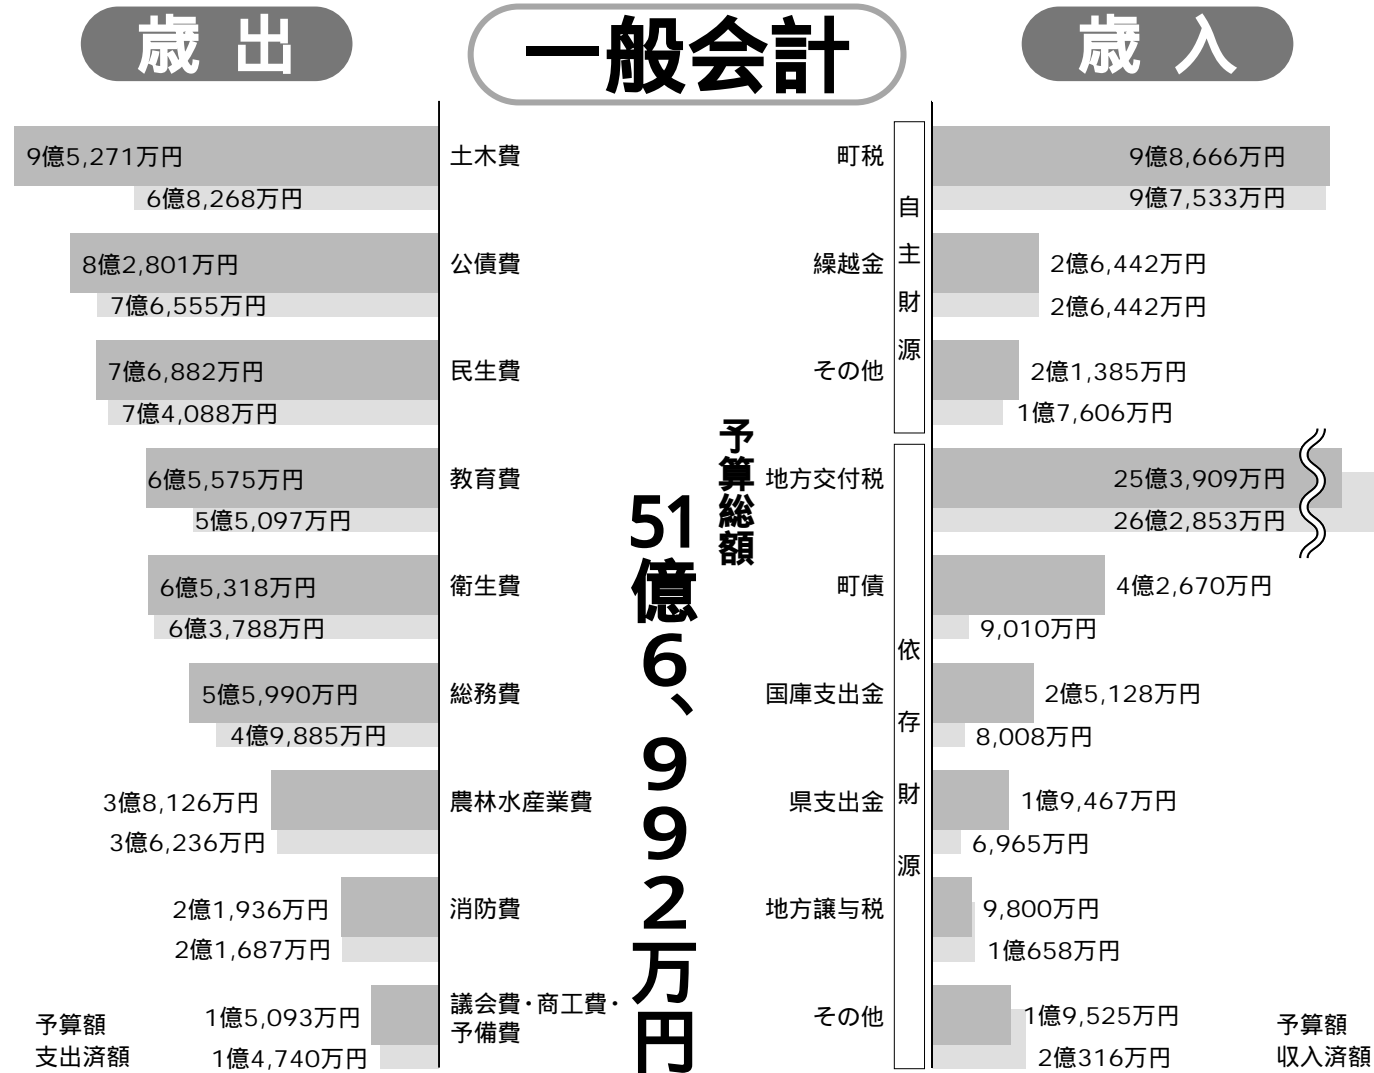 歳出
一般会計
歳入
9億5,271万円
6億8,268万円
土木費
8億2,801万円
7億6,555万円
公債費
7億6,882万円
7億4,088万円
民生費
6億5,575万円
5億5,097万円
教育費
6億5,318万円
6億3,788万円
衛生費
5億5,990万円
4億9,885万円
総務費
3億8,126万円
3億6,236万円
農林水産業費
2億1,936万円
2億1,687万円
消防費
1億5,093万円
1億4,740万円
議会費・商工費・
予備費
予算額
支出済額
予算総額
51億6、992万円
自主財源
町税
9億8,666万円
9億7,533万円
繰越金
2億6,442万円
2億6,442万円
その他
2億1,385万円
1億7,606万円
依存財源
地方交付税
25億3,909万円
26億2,853万円
町債
4億2,670万円
9,010万円
国庫支出金
2億5,128万円
8,008万円
県支出金
1億9,467万円
6,965万円
地方譲与税
9,800万円
1億658万円
その他
1億9,525万円
2億316万円
予算額
収入済額